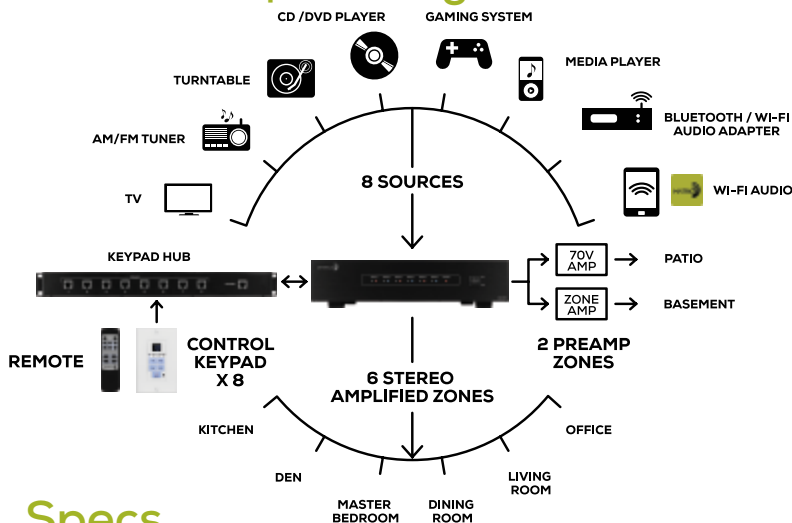 CD /DVD PLAYER
GAMING SYSTEM
TURNTABLE
MEDIA PLAYER
AM/FM TUNER
BLUETOOTH / WI-FI
AUDIO ADAPTER
TV
8 SOURCES
WI-FI AUDIO
KEYPAD HUB
70V
AMP
PATIO
ZONE
AMP
BASEMENT
REMOTE
CONTROL
KEYPAD
X 8
2 PREAMP
ZONES
6 STEREO
AMPLIFIED ZONES
KITCHEN
OFFICE
DEN
LIVING
ROOM
MASTER
BEDROOM
DINING
ROOM
Specs